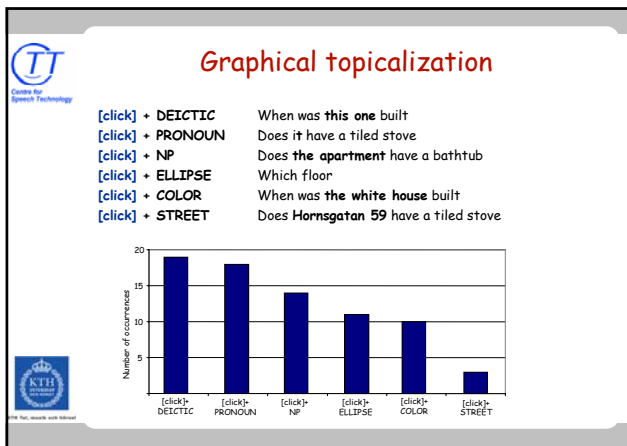 TT
Centre for
Speech Technology
Graphical topicalization
[click] + DEICTIC When was this one built
[click] + PRONOUN Does it have a tiled stove
[click] + NP Does the apartment have a bathtub
[click] + ELLIPSE Which floor
[click] + COLOR When was the white house built
[click] + STREET Does Hornsgatan 59 have a tiled stove
Number of occurrences
20
15
10
5
[click]+ DEICTIC
[click]+ PRONOUN
[click]+ NP
[click]+ ELLIPSE
[click]+ COLOR
[click]+ STREET
KTH